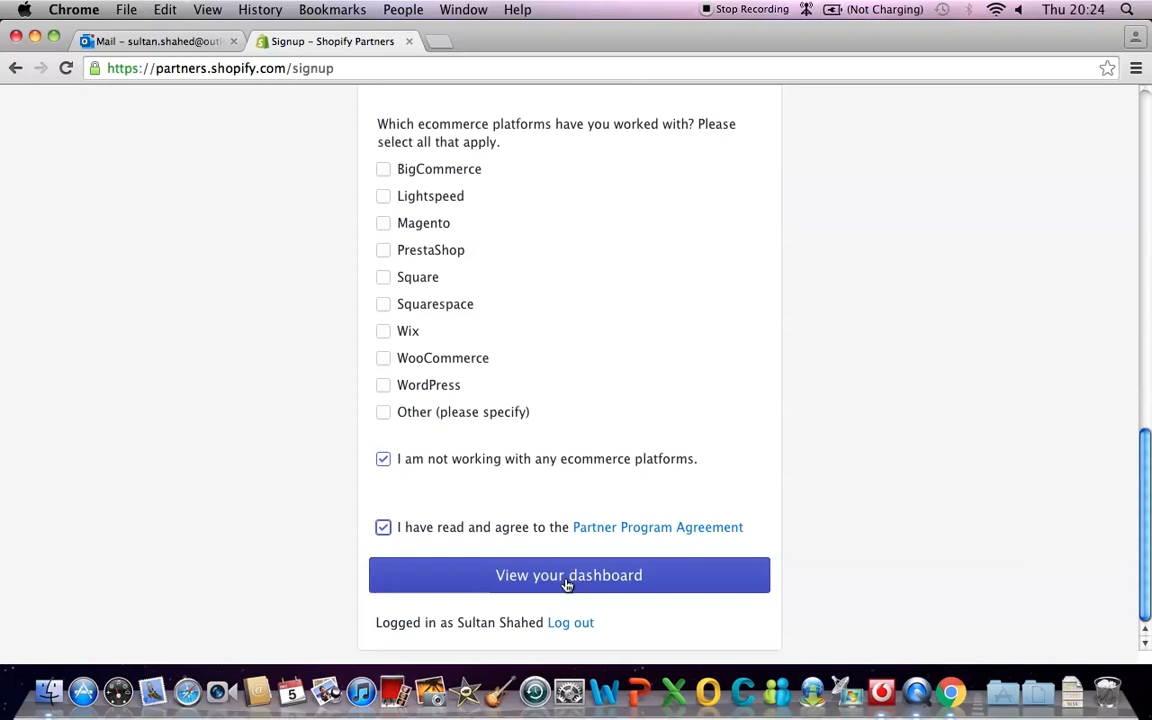 Chrome File Edit View History Bookmarks People Window Help Stop Recording (Not Charging) Thu 20:24
Mail – sultan.shahed@outl Signup – Shopify Partners
https://partners.shopify.com/signup
Which ecommerce platforms have you worked with? Please
select all that apply.
BigCommerce
Lightspeed
Magento
PrestaShop
Square
Squarespace
Wix
WooCommerce
WordPress
Other (please specify)
I am not working with any ecommerce platforms.
I have read and agree to the Partner Program Agreement
View your dashboard
Logged in as Sultan Shahed Log out
5